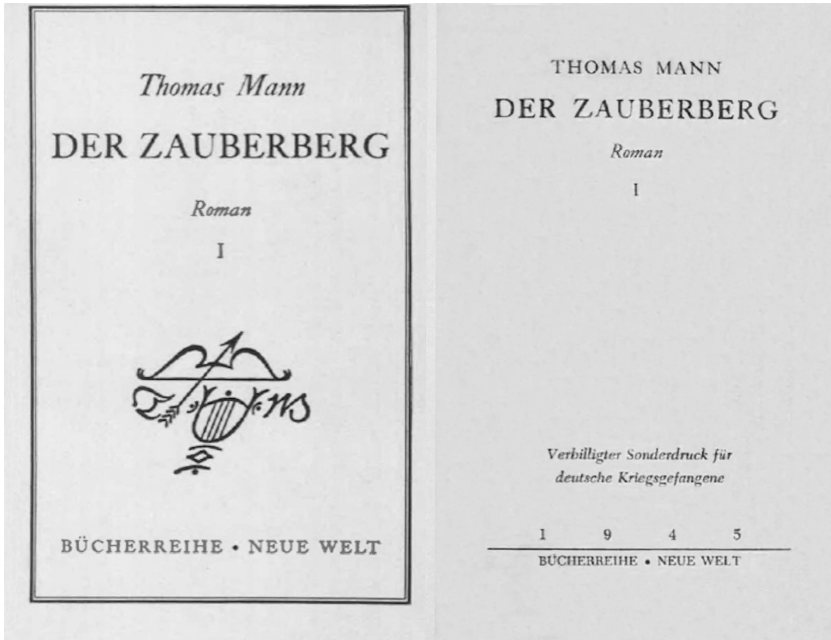 Thomas Mann
DER ZAUBERBERG
Roman
I
BÜCHERREIHE • NEUE WELT
THOMAS MANN
DER ZAUBERBERG
Roman
I
Verbilligter Sonderdruck für
deutsche Kriegsgefangene
1 9 4 5
BÜCHERREIHE • NEUE WELT